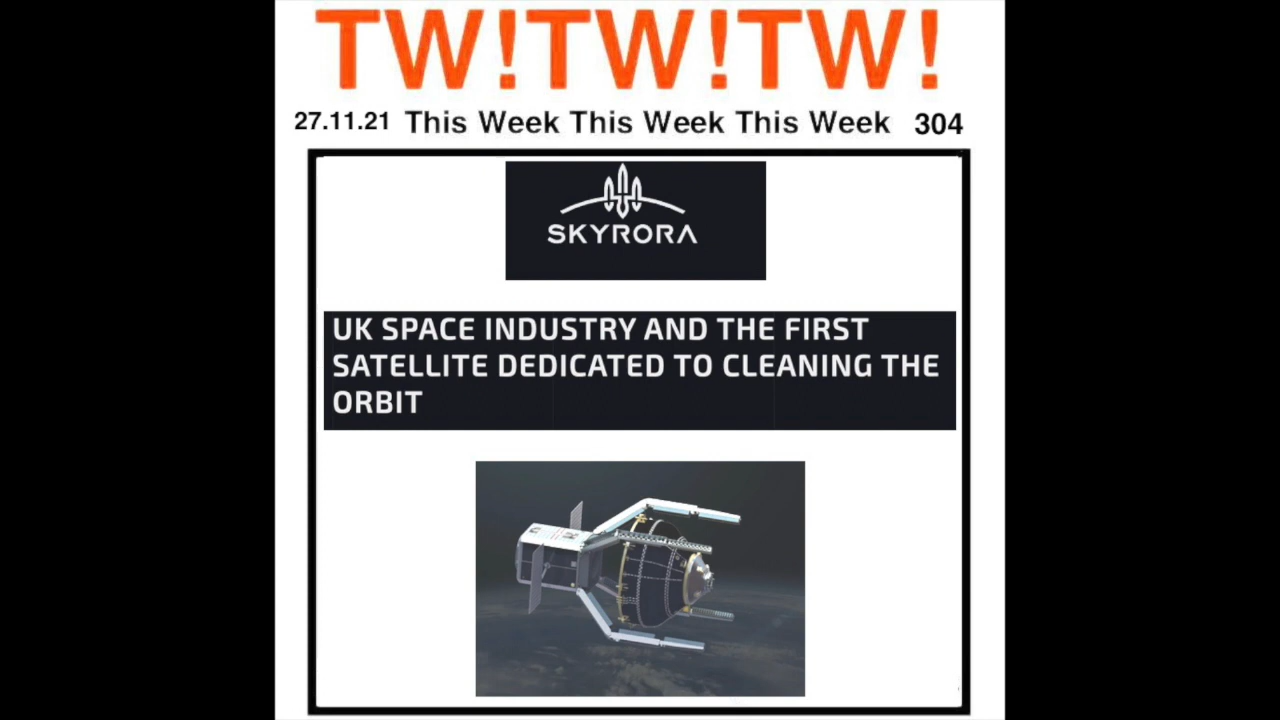 TW!TW!TW!
27.11.21 This Week This Week This Week 304
SKYRORA
UK SPACE INDUSTRY AND THE FIRST
SATELLITE DEDICATED TO CLEANING THE
ORBIT